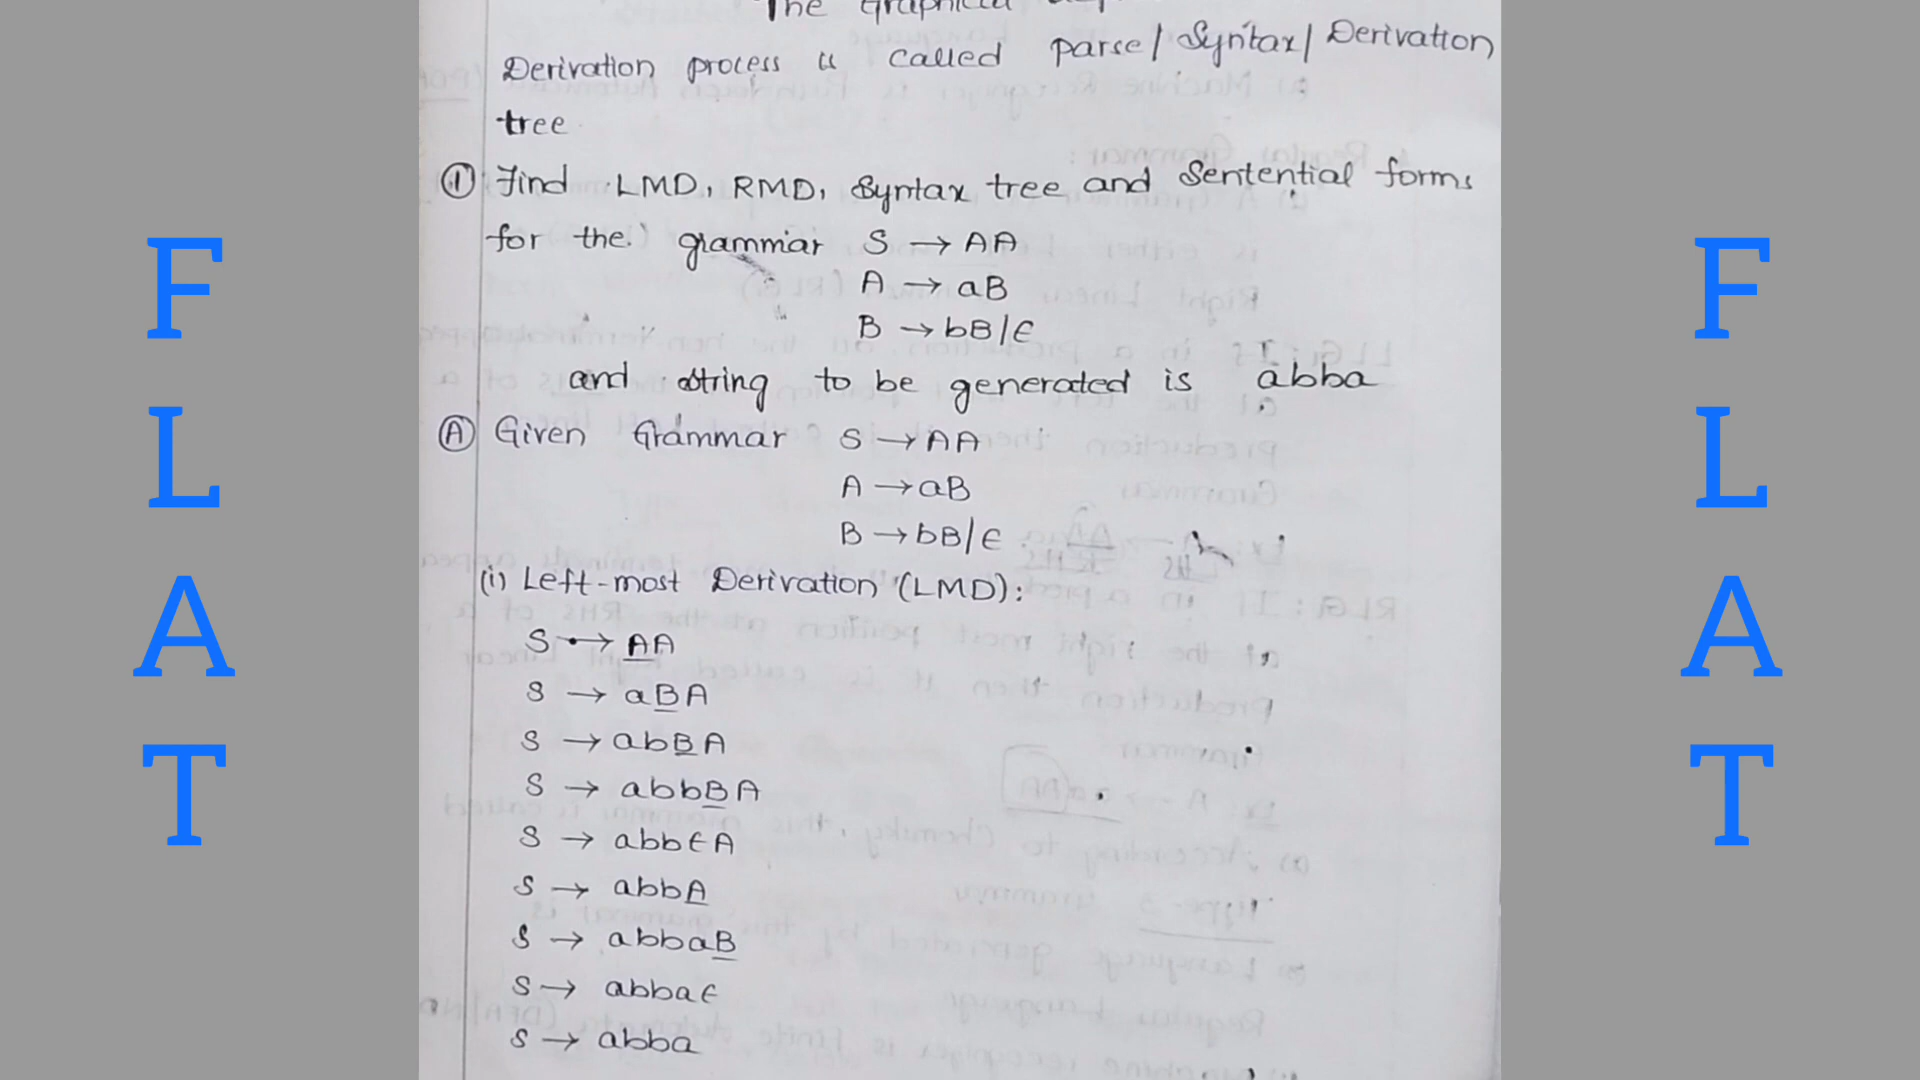 The Graphical
Derivation process is called parse/Syntax/Derivation
tree
① Find LMD, RMD, Syntax tree and Sentential forms
for the grammar S → AA
A → aB
B → bB/ϵ
and string to be generated is abba
Ⓐ Given Grammar S → AA
A → aB
B → bB/ϵ
(i) Left-most Derivation (LMD):
S → AA
S → aBA
S → abBA
S → abbBA
S → abbϵA
S → abbA
S → abbaB
S → abbaϵ
S → abba
F
L
A
T
F
L
A
T